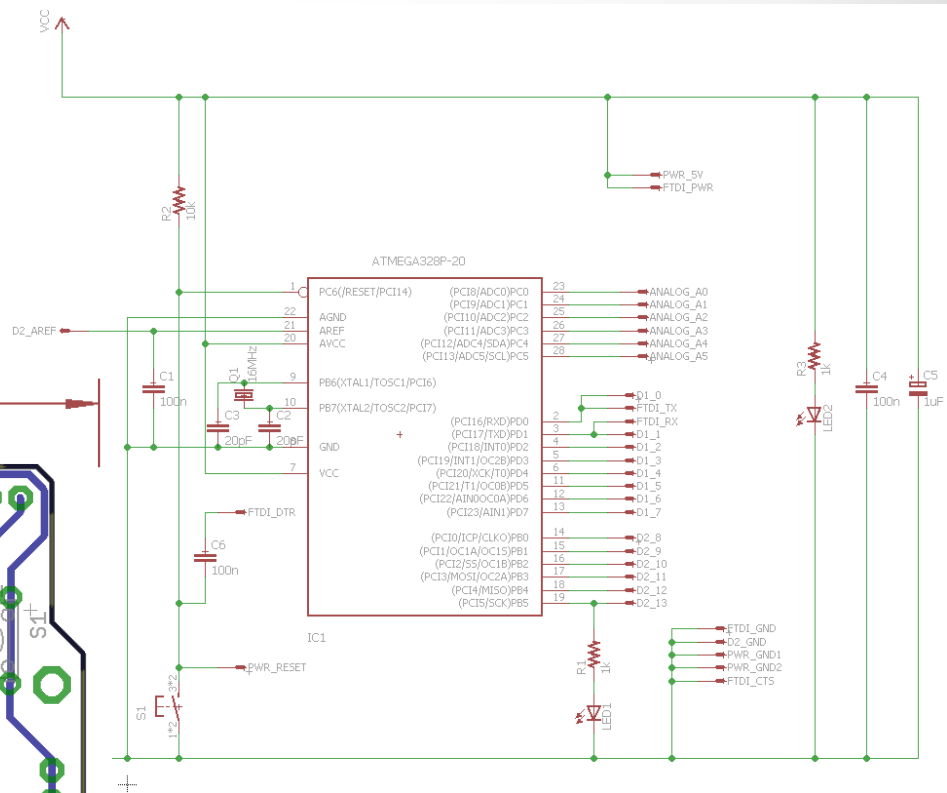 VCC
R2
10k
PWR_5V
FTDI_PWR
ATMEGA328P-20
1
PC6(/RESET/PCI14)
22
AGND
21
AREF
20
AVCC
9
PB6(XTAL1/TOSC1/PCI6)
10
PB7(XTAL2/TOSC2/PCI7)
GND
7
VCC
(PCI8/ADC0)PC0
23
ANALOG_A0
(PCI9/ADC1)PC1
24
ANALOG_A1
(PCI10/ADC2)PC2
25
ANALOG_A2
(PCI11/ADC3)PC3
26
ANALOG_A3
(PCI12/ADC4/SDA)PC4
27
ANALOG_A4
(PCI13/ADC5/SCL)PC5
28
ANALOG_A5
D1_0
FTDI_TX
FTDI_RX
(PCI16/RXD)PD0
2
(PCI17/TXD)PD1
3
D1_1
(PCI18/INT0)PD2
4
D1_2
(PCI19/INT1/OC2B)PD3
5
D1_3
(PCI20/XCK/T0)PD4
6
D1_4
(PCI21/T1/OC0B)PD5
11
D1_5
(PCI22/AIN0OC0A)PD6
12
D1_6
(PCI23/AIN1)PD7
13
D1_7
(PCI0/ICP/CLKO)PB0
14
D2_8
(PCI1/OC1A/OC1S)PB1
15
D2_9
(PCI2/SS/OC1B)PB2
16
D2_10
(PCI3/MOSI/OC2A)PB3
17
D2_11
(PCI4/MISO)PB4
18
D2_12
(PCI5/SCK)PB5
19
D2_13
IC1
D2_AREF
C1
100n
Q1
16MHz
C3
20pF
C2
20pF
FTDI_DTR
C6
100n
PWR_RESET
S1
3*2
1*2
S1
R1
1k
LED1
FTDI_GND
D2_GND
PWR_GND1
PWR_GND2
FTDI_CTS
R3
1k
LED2
C4
100n
C5
1uF